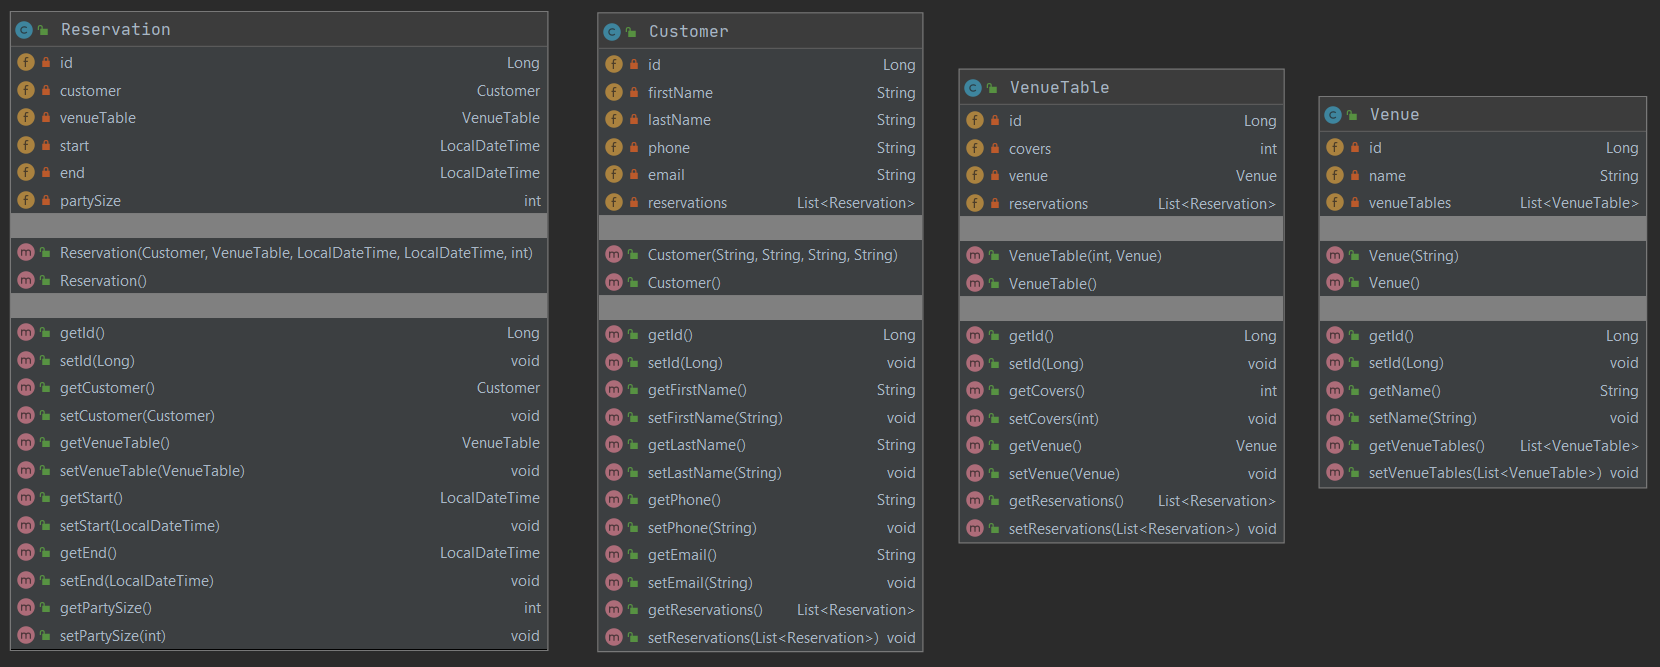 Reservation
id Long
customer Customer
venueTable VenueTable
start LocalDateTime
end LocalDateTime
partySize int
Reservation(Customer, VenueTable, LocalDateTime, LocalDateTime, int)
Reservation()
getId() Long
setId(Long) void
getCustomer() Customer
setCustomer(Customer) void
getVenueTable() VenueTable
setVenueTable(VenueTable) void
getStart() LocalDateTime
setStart(LocalDateTime) void
getEnd() LocalDateTime
setEnd(LocalDateTime) void
getPartySize() int
setPartySize(int) void
Customer
id Long
firstName String
lastName String
phone String
email String
reservations List<Reservation>
Customer(String, String, String, String)
Customer()
getId() Long
setId(Long) void
getFirstName() String
setFirstName(String) void
getLastName() String
setLastName(String) void
getPhone() String
setPhone(String) void
getEmail() String
setEmail(String) void
getReservations() List<Reservation>
setReservations(List<Reservation>) void
VenueTable
id Long
covers int
venue Venue
reservations List<Reservation>
VenueTable(int, Venue)
VenueTable()
getId() Long
setId(Long) void
getCovers() int
setCovers(int) void
getVenue() Venue
setVenue(Venue) void
getReservations() List<Reservation>
setReservations(List<Reservation>) void
Venue
id Long
name String
venueTables List<VenueTable>
Venue(String)
Venue()
getId() Long
setId(Long) void
getName() String
setName(String) void
getVenueTables() List<VenueTable>
setVenueTables(List<VenueTable>) void